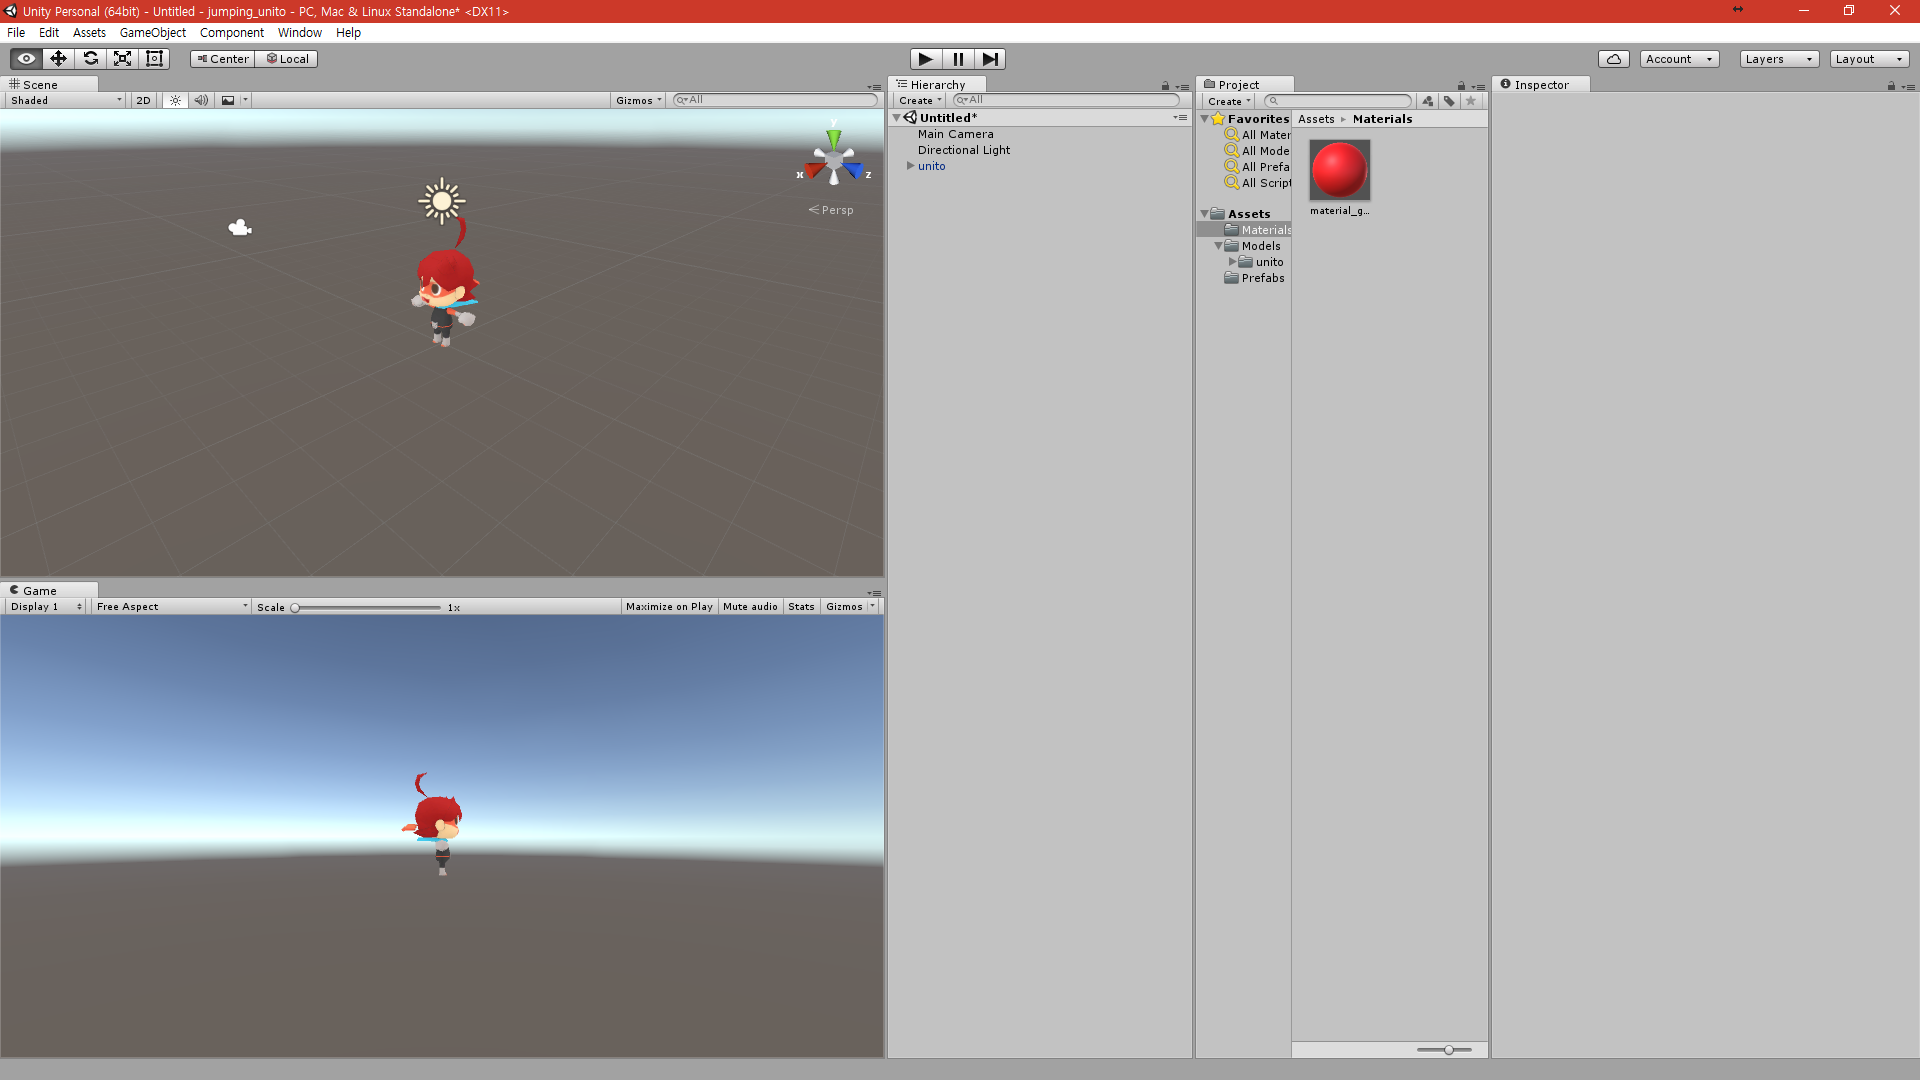 Unity Personal (64bit) - Untitled - jumping_unito - PC, Mac & Linux Standalone* <DX11>
File Edit Assets GameObject Component Window Help
Center Local Account Layers Layout
Scene
Shaded 2D Gizmos All
y
x z
Persp
Game
Display 1 Free Aspect Scale 1x Maximize on Play Mute audio Stats Gizmos
Hierarchy
Create All
Untitled*
Main Camera
Directional Light
unito
Project
Create
Favorites
All Mater
All Mode
All Prefa
All Script
Assets
Materials
Models
unito
Prefabs
Assets Materials
material_g...
Inspector